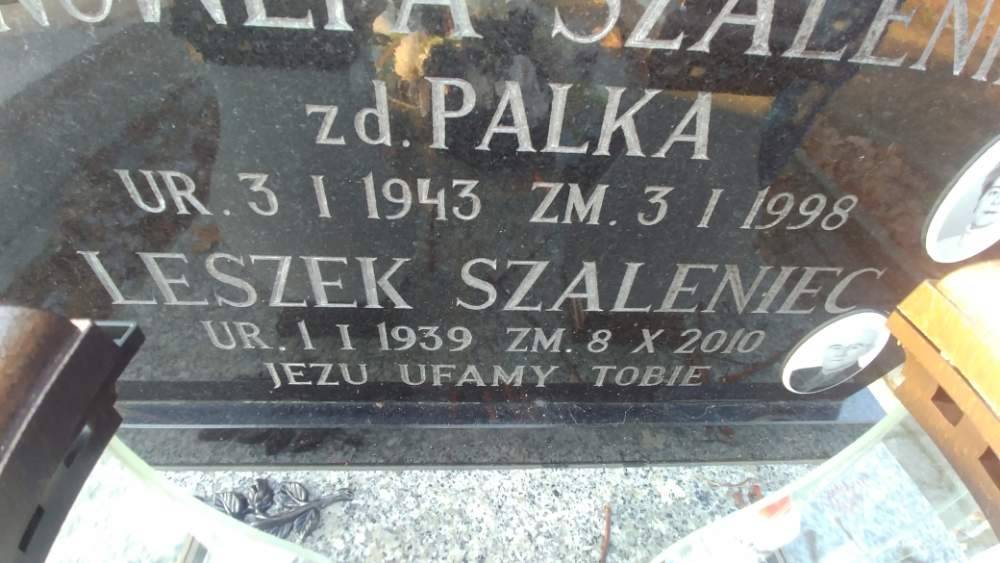 zd. PALKA
UR. 3 I 1943 ZM. 3 I 1998
LESZEK SZALENIEC
UR. 1 I 1939 ZM. 8 X 2010
JEZU UFAMY TOBIE